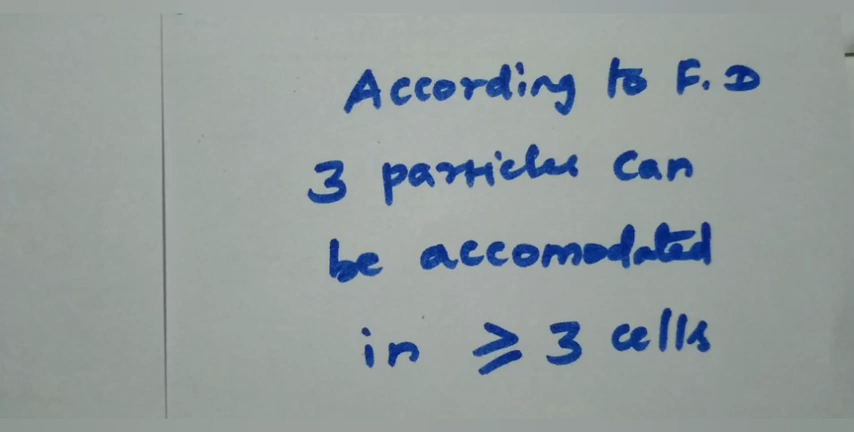 According to F.D
3 particles can
be accomodated
in ≥ 3 cells